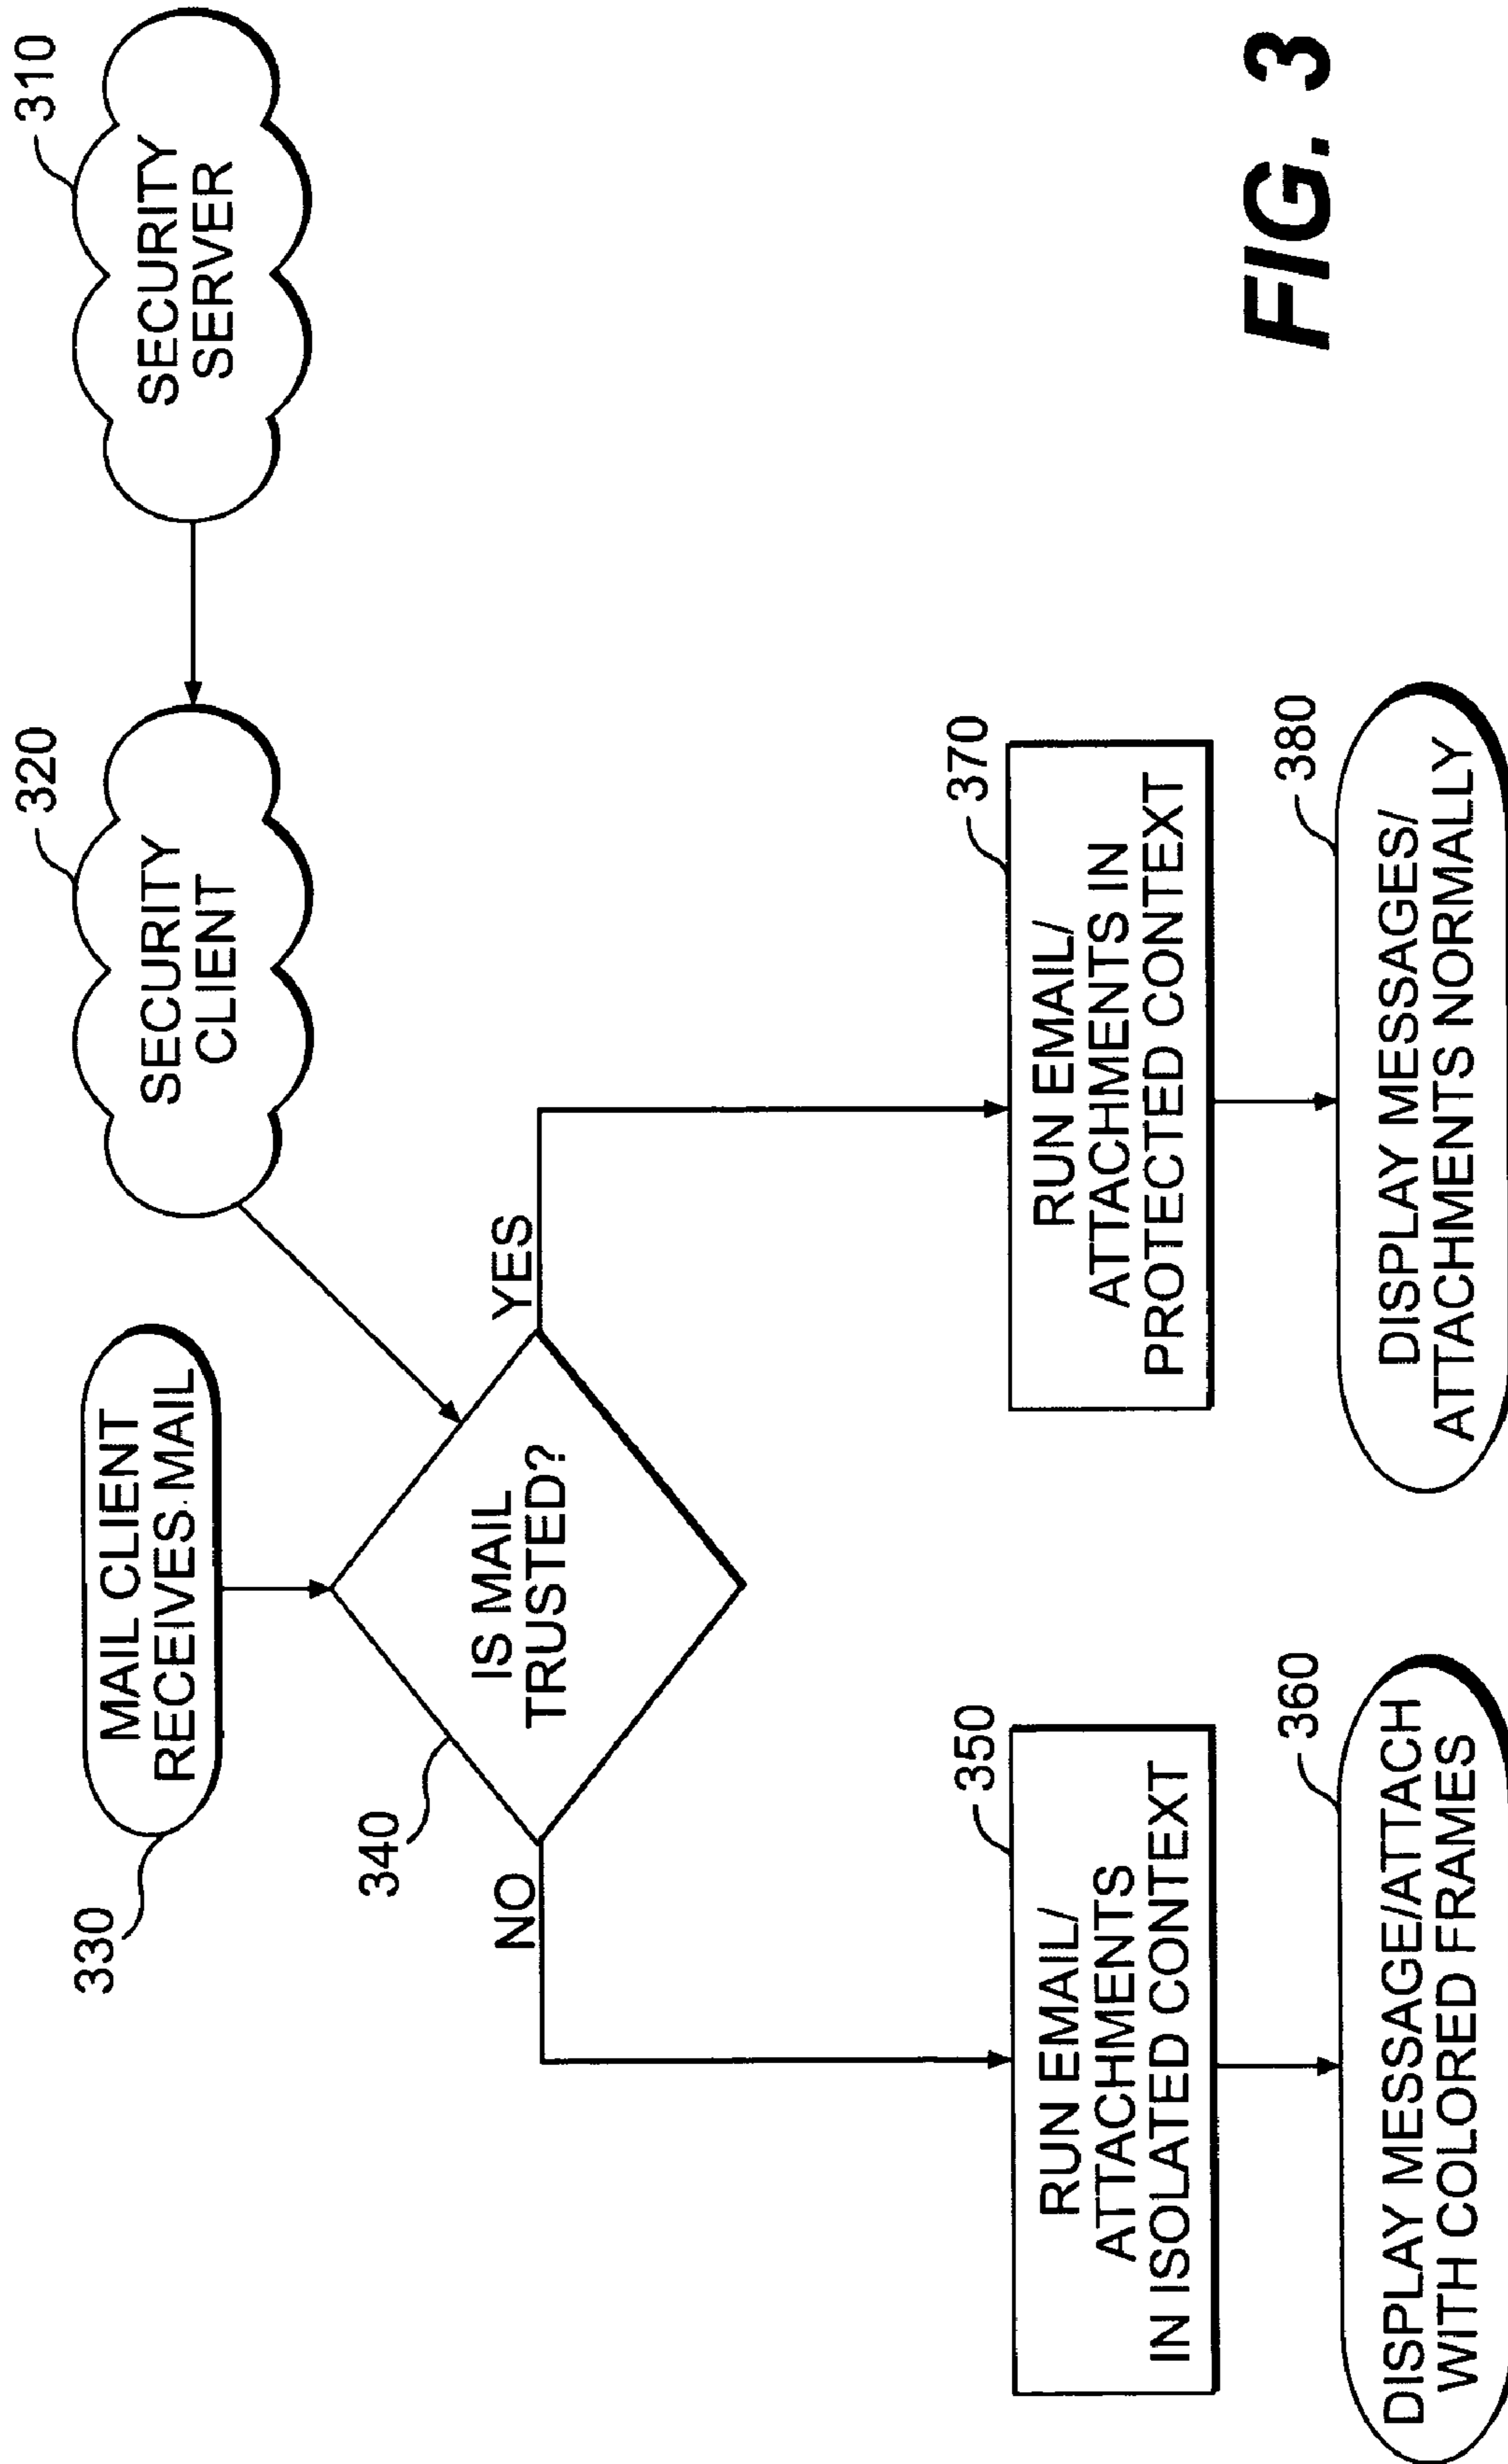 310
SECURITY
SERVER
320
SECURITY
CLIENT
330
MAIL CLIENT
RECEIVES MAIL
340
IS MAIL
TRUSTED?
NO
YES
350
RUN EMAIL/
ATTACHMENTS
IN ISOLATED CONTEXT
360
DISPLAY MESSAGE/ATTACH
WITH COLORED FRAMES
370
RUN EMAIL/
ATTACHMENTS IN
PROTECTED CONTEXT
380
DISPLAY MESSAGES/
ATTACHMENTS NORMALLY
FIG. 3